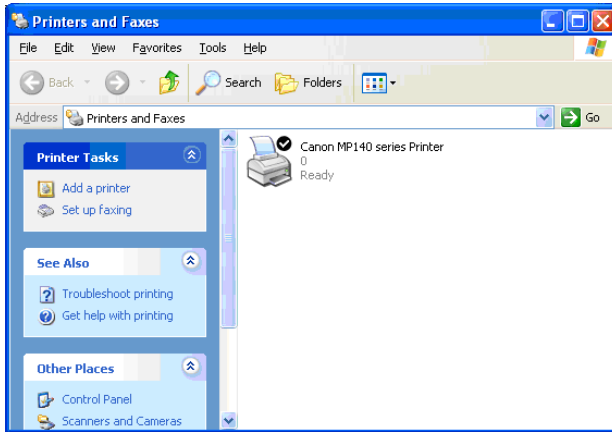 Printers and Faxes
File Edit View Favorites Tools Help
Back Search Folders
Address Printers and Faxes Go
Printer Tasks
Add a printer
Set up faxing
See Also
Troubleshoot printing
Get help with printing
Other Places
Control Panel
Scanners and Cameras
Canon MP140 series Printer
0
Ready